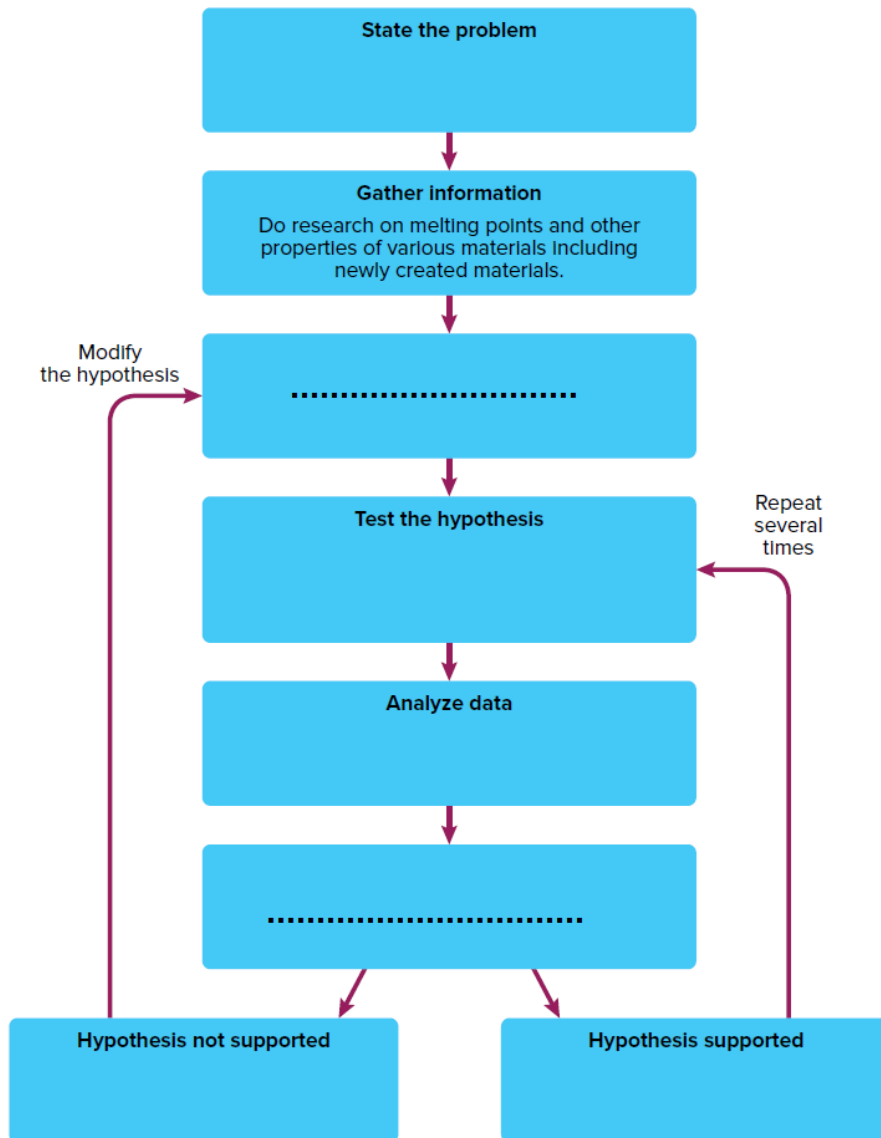 State the problem
Gather information
Do research on melting points and other
properties of various materials including
newly created materials.
Modify
the hypothesis
Test the hypothesis
Repeat
several
times
Analyze data
Hypothesis not supported
Hypothesis supported